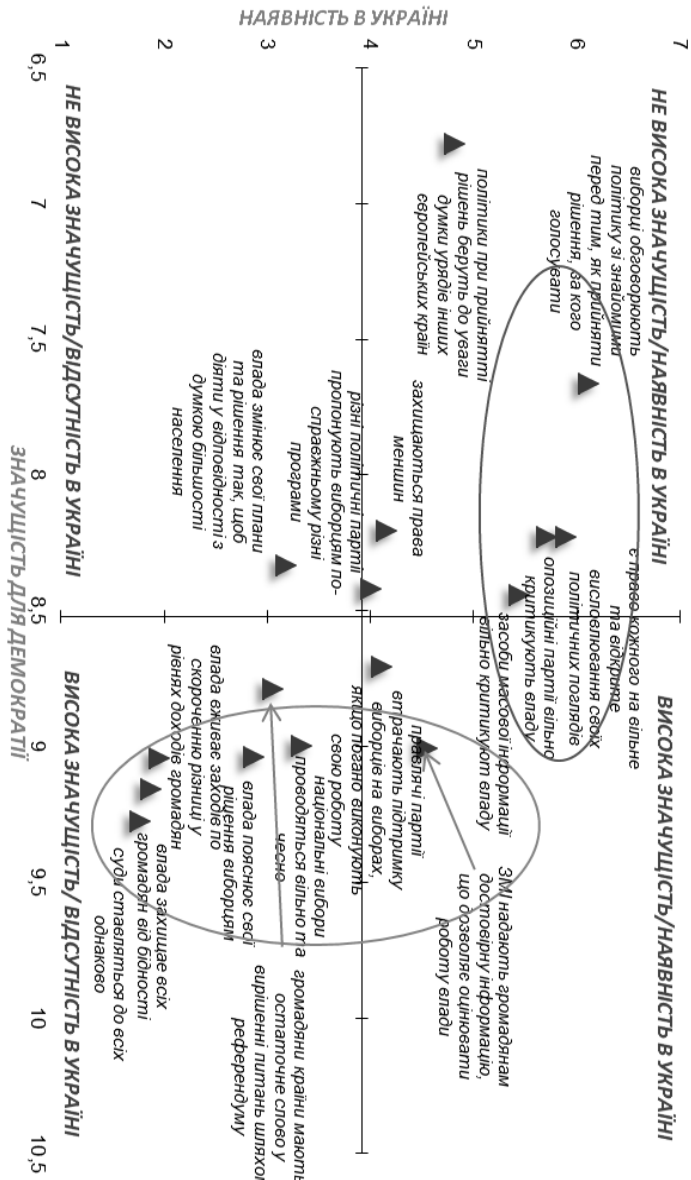 НАЯВНІСТЬ В УКРАЇНІ
7
6
5
4
3
2
1
6,5
7
7,5
8
8,5
9
9,5
10
10,5
ЗНАЧУЩІСТЬ ДЛЯ ДЕМОКРАТІЇ
НЕ ВИСОКА ЗНАЧУЩІСТЬ/НАЯВНІСТЬ В УКРАЇНІ
ВИСОКА ЗНАЧУЩІСТЬ/НАЯВНІСТЬ В УКРАЇНІ
НЕ ВИСОКА ЗНАЧУЩІСТЬ/ВІДСУТНІСТЬ В УКРАЇНІ
ВИСОКА ЗНАЧУЩІСТЬ/ ВІДСУТНІСТЬ В УКРАЇНІ
виборці обговорюють
політику зі знайомими
перед тим, як прийняти
рішення, за кого
голосувати
політики при прийнятті
рішень беруть до уваги
думки урядів інших
європейських країн
є право кожного на вільне
та відкрите
висловлювання своїх
політичних поглядів
опозиційні партії вільно
критикують владу
засоби масової інформації
вільно критикують владу
захищаються права
меншин
різні політичні партії
пропонують виборцям по-
справжньому різні
програми
влада змінює свої плани
та рішення так, щоб
діяти у відповідності з
думкою більшості
населення
ЗМІ надають громадянам
достовірну інформацію,
що дозволяє оцінювати
роботу влади
правлячі партії
втрачають підтримку
виборців на виборах,
якщо погано виконують
свою роботу
національні вибори
проводяться вільно та
чесно
громадяни країни мають
остаточне слово у
вирішенні питань шляхом
референдуму
влада пояснює свої
рішення виборцям
влада вживає заходів по
скороченню різниці у
рівнях доходів громадян
влада захищає всіх
громадян від бідності
суди ставляться до всіх
однаково